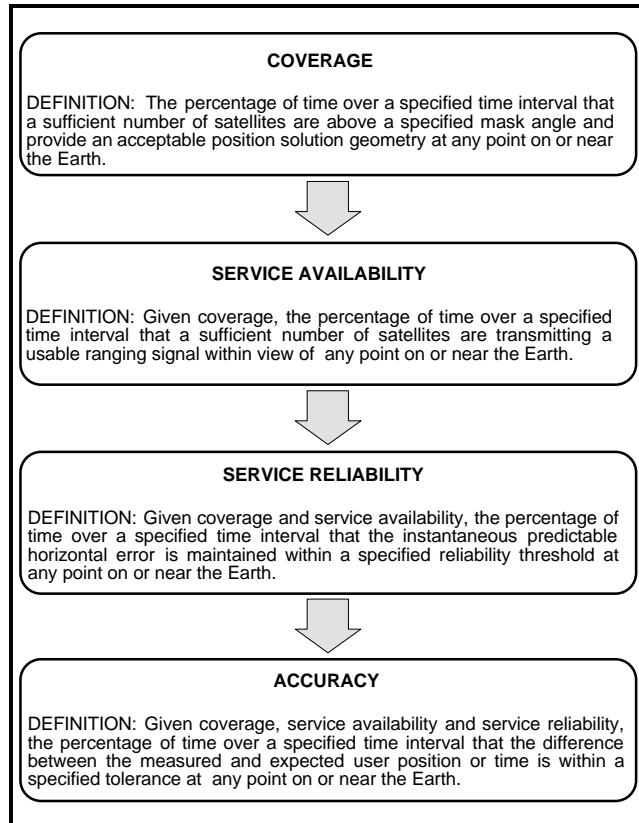 COVERAGE
DEFINITION: The percentage of time over a specified time interval that
a sufficient number of satellites are above a specified mask angle and
provide an acceptable position solution geometry at any point on or near
the Earth.
SERVICE AVAILABILITY
DEFINITION: Given coverage, the percentage of time over a specified
time interval that a sufficient number of satellites are transmitting a
usable ranging signal within view of any point on or near the Earth.
SERVICE RELIABILITY
DEFINITION: Given coverage and service availability, the percentage of
time over a specified time interval that the instantaneous predictable
horizontal error is maintained within a specified reliability threshold at
any point on or near the Earth.
ACCURACY
DEFINITION: Given coverage, service availability and service reliability,
the percentage of time over a specified time interval that the difference
between the measured and expected user position or time is within a
specified tolerance at any point on or near the Earth.